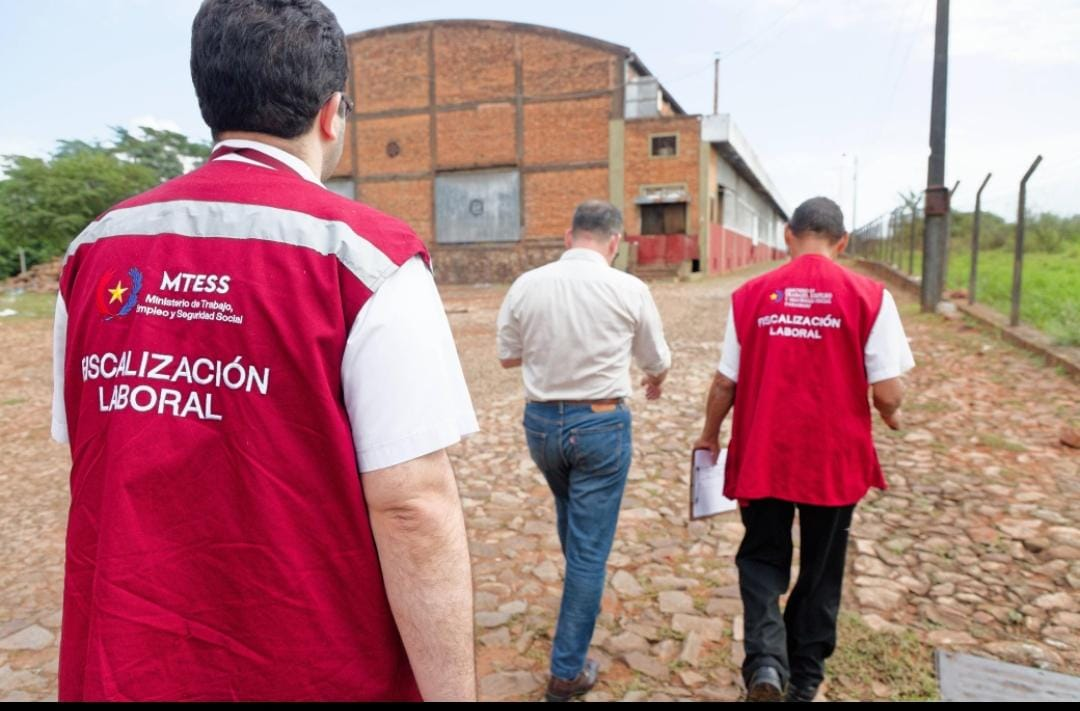 MTESS
Ministerio de Trabajo,
Empleo y Seguridad Social
FISCALIZACIÓN
LABORAL
FISCALIZACIÓN
LABORAL